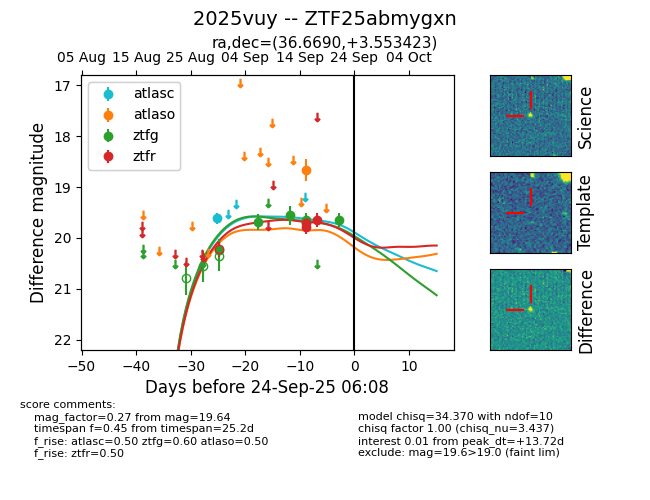 2025vuy -- ZTF25abmygxn
ra,dec=(36.6690,+3.553423)
05 Aug 15 Aug 25 Aug 04 Sep 14 Sep 24 Sep 04 Oct
17
18
19
20
21
22
Difference magnitude
atlasc
atlaso
ztfg
ztfr
−50 −40 −30 −20 −10 0 10
Days before 24-Sep-25 06:08
Science
Template
Difference
score comments:
mag_factor=0.27 from mag=19.64
timespan f=0.45 from timespan=25.2d
f_rise: atlasc=0.50 ztfg=0.60 atlaso=0.50
f_rise: ztfr=0.50
model chisq=34.370 with ndof=10
chisq factor 1.00 (chisq_nu=3.437)
interest 0.01 from peak_dt=+13.72d
exclude: mag=19.6>19.0 (faint lim)